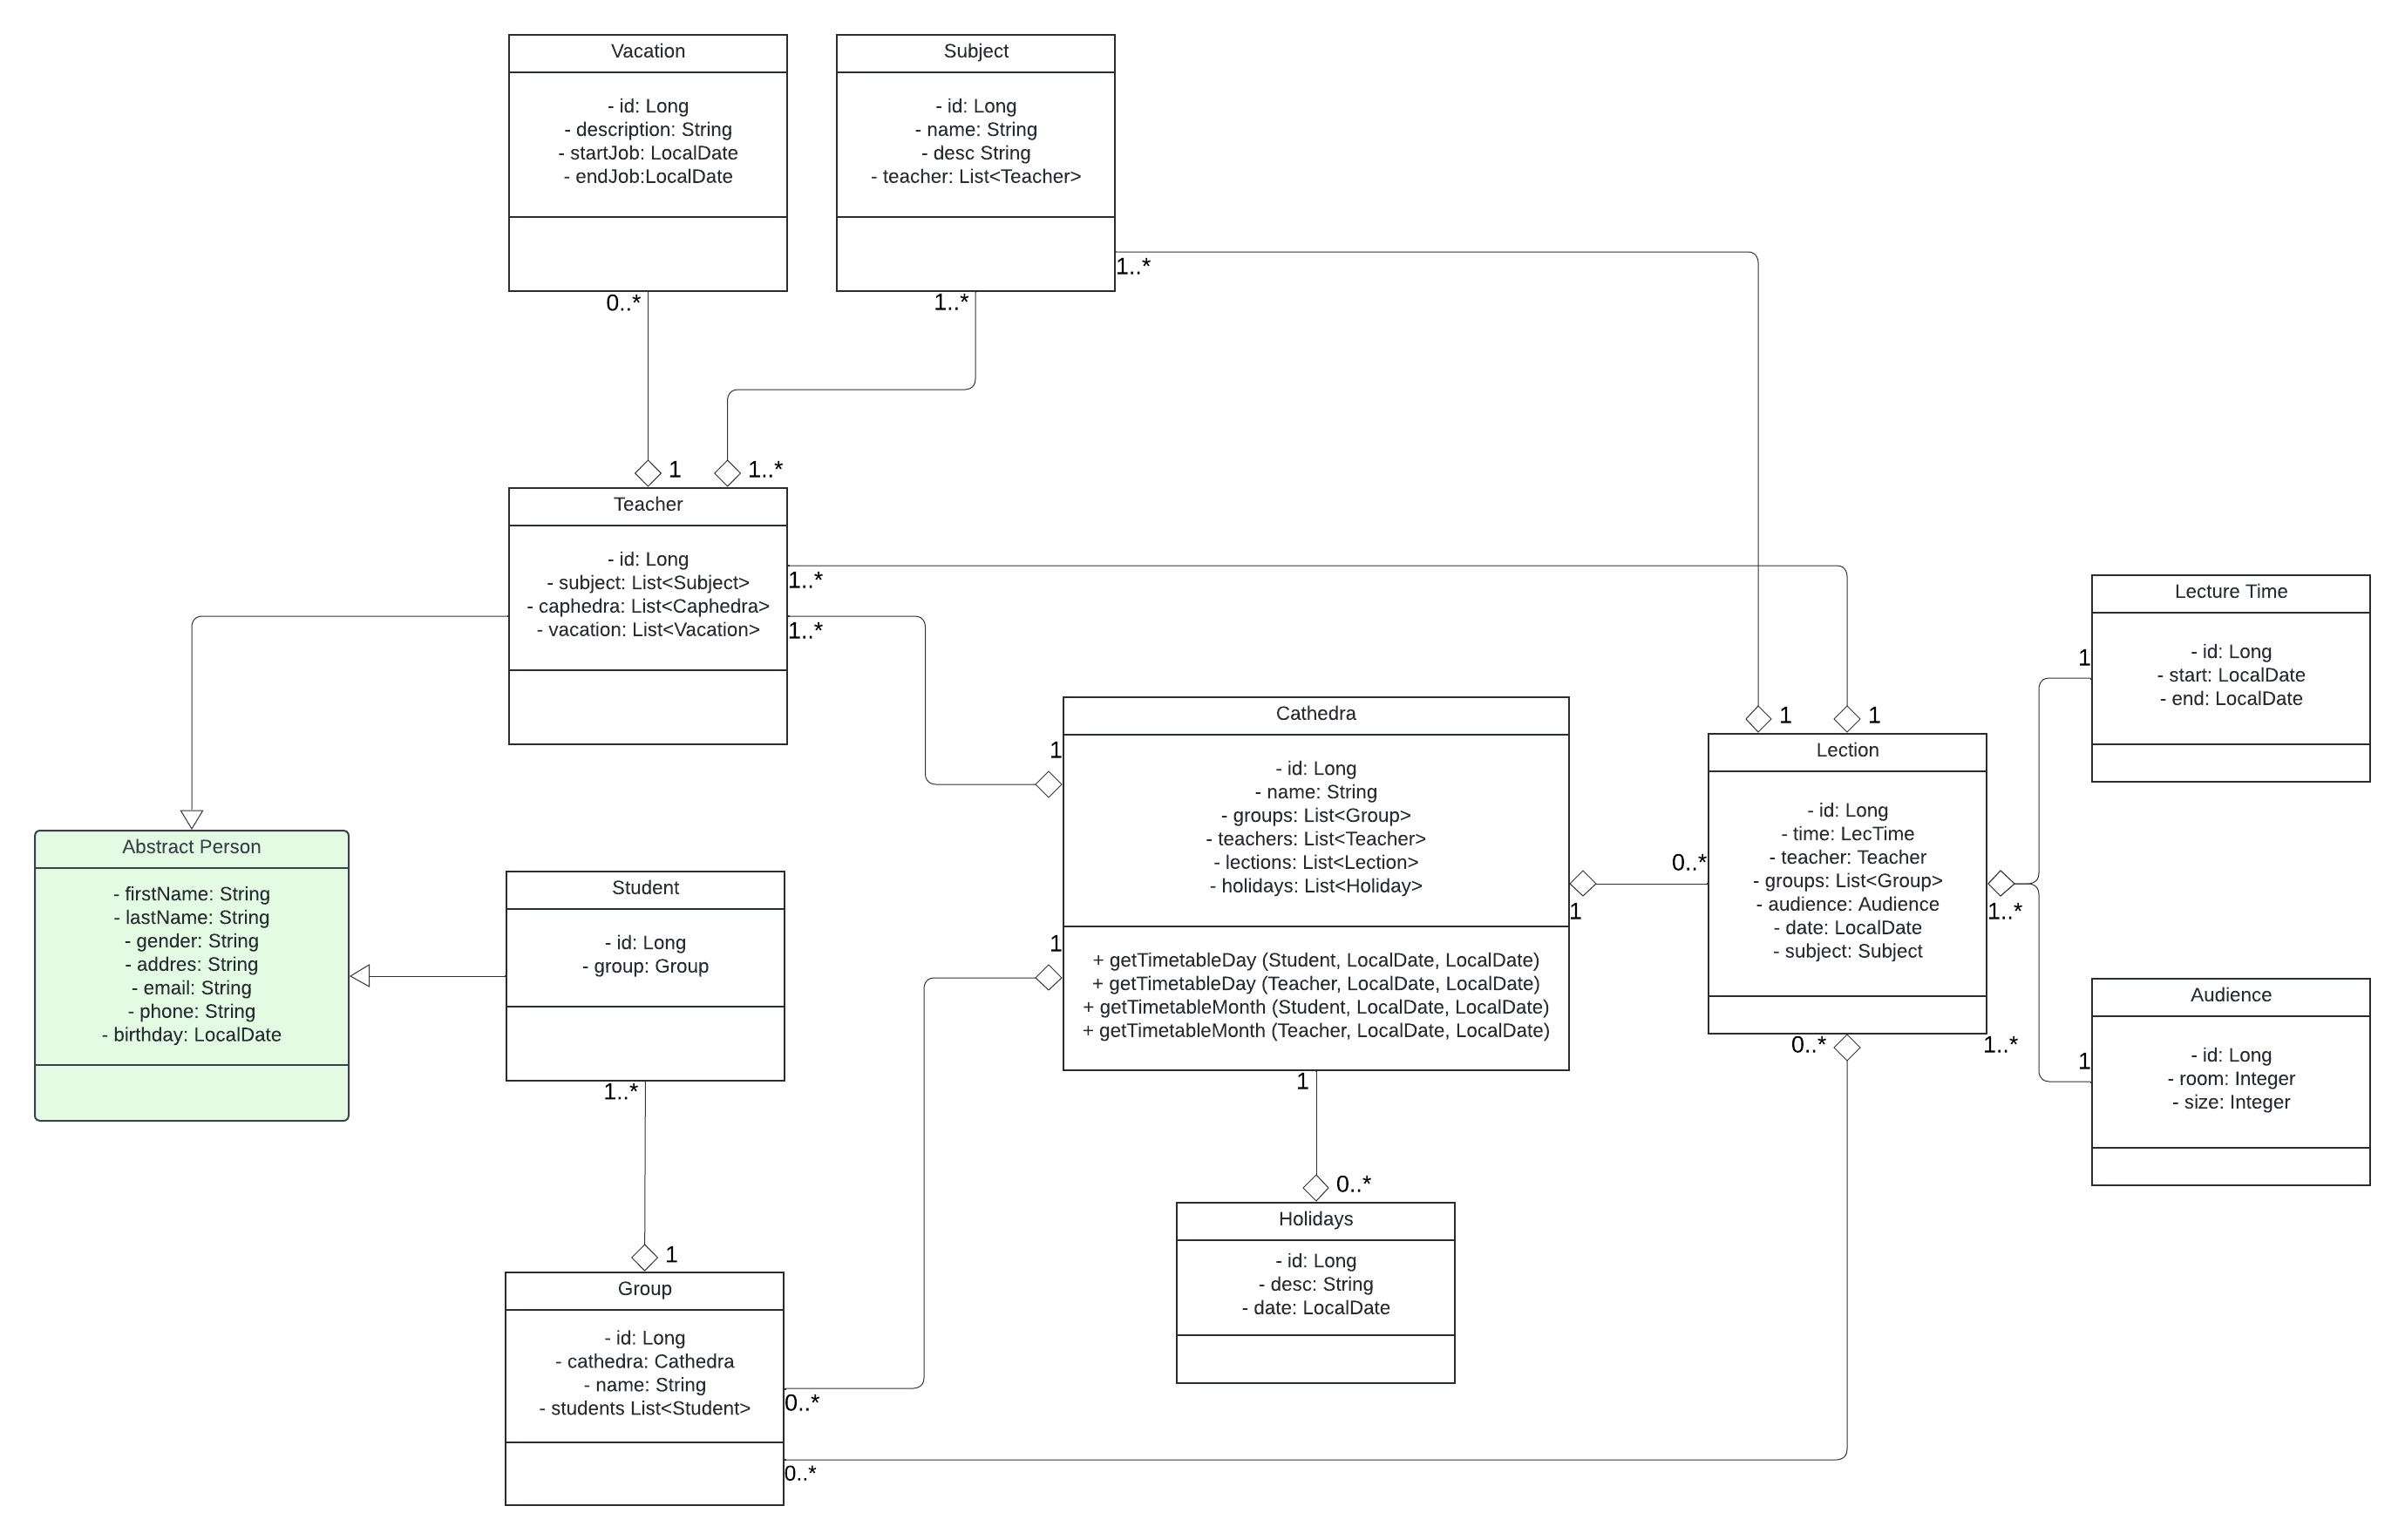 Vacation
- id: Long
- description: String
- startJob: LocalDate
- endJob:LocalDate
0..*
Subject
- id: Long
- name: String
- desc String
- teacher: List<Teacher>
1..*
1..*
1
1..*
Teacher
- id: Long
- subject: List<Subject>
- caphedra: List<Caphedra>
- vacation: List<Vacation>
1..*
1..*
Abstract Person
- firstName: String
- lastName: String
- gender: String
- addres: String
- email: String
- phone: String
- birthday: LocalDate
Student
- id: Long
- group: Group
1..*
1
Group
- id: Long
- cathedra: Cathedra
- name: String
- students List<Student>
0..*
0..*
1
1
Cathedra
- id: Long
- name: String
- groups: List<Group>
- teachers: List<Teacher>
- lections: List<Lection>
- holidays: List<Holiday>
+ getTimetableDay (Student, LocalDate, LocalDate)
+ getTimetableDay (Teacher, LocalDate, LocalDate)
+ getTimetableMonth (Student, LocalDate, LocalDate)
+ getTimetableMonth (Teacher, LocalDate, LocalDate)
1
1
0..*
Holidays
- id: Long
- desc: String
- date: LocalDate
1
1
0..*
Lection
- id: Long
- time: LecTime
- teacher: Teacher
- groups: List<Group>
- audience: Audience
- date: LocalDate
- subject: Subject
1..*
0..*
1..*
1
Lecture Time
- id: Long
- start: LocalDate
- end: LocalDate
1
Audience
- id: Long
- room: Integer
- size: Integer